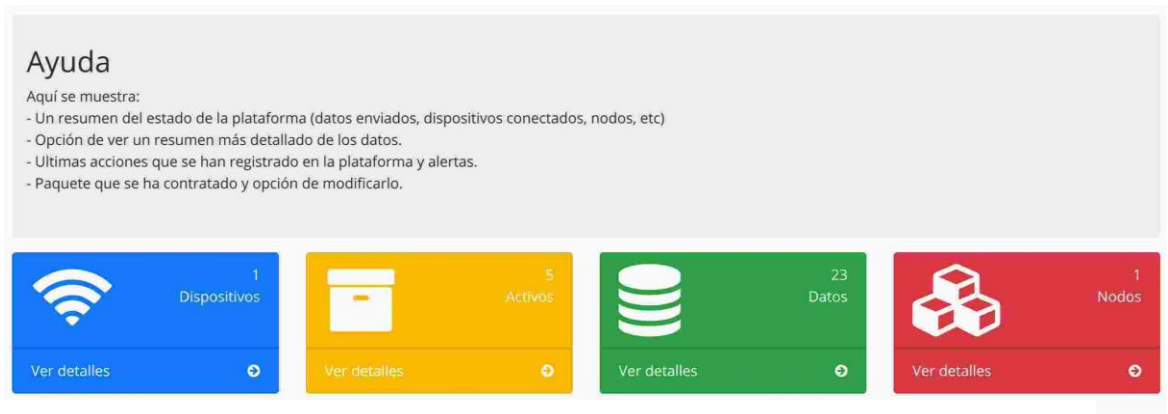 Ayuda
Aquí se muestra:
- Un resumen del estado de la plataforma (datos enviados, dispositivos conectados, nodos, etc)
- Opción de ver un resumen más detallado de los datos.
- Ultimas acciones que se han registrado en la plataforma y alertas.
- Paquete que se ha contratado y opción de modificarlo.
1
Dispositivos
Ver detalles
5
Activos
Ver detalles
23
Datos
Ver detalles
1
Nodos
Ver detalles